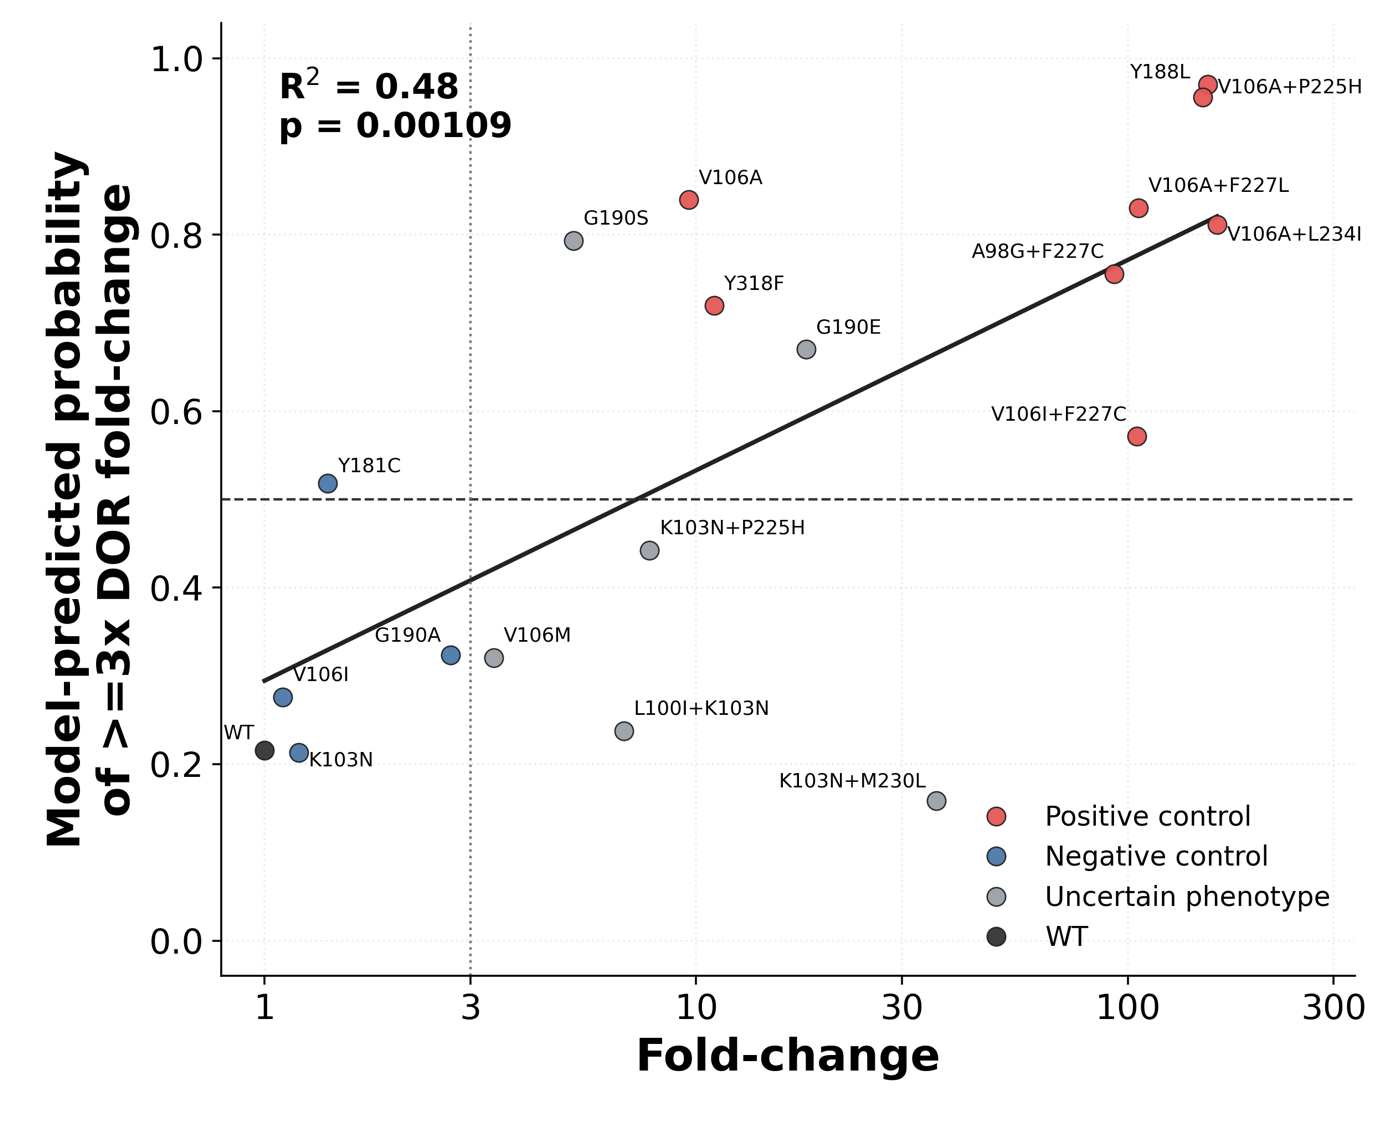 Model-predicted probability
of >=3x DOR fold-change
1.0
0.8
0.6
0.4
0.2
0.0
R² = 0.48
p = 0.00109
Y188L
V106A+P225H
V106A
V106A+F227L
G190S
V106A+L234I
A98G+F227C
Y318F
G190E
V106I+F227C
Y181C
K103N+P225H
G190A
V106M
V106I
L100I+K103N
WT
K103N
K103N+M230L
Positive control
Negative control
Uncertain phenotype
WT
1
3
10
30
100
300
Fold-change